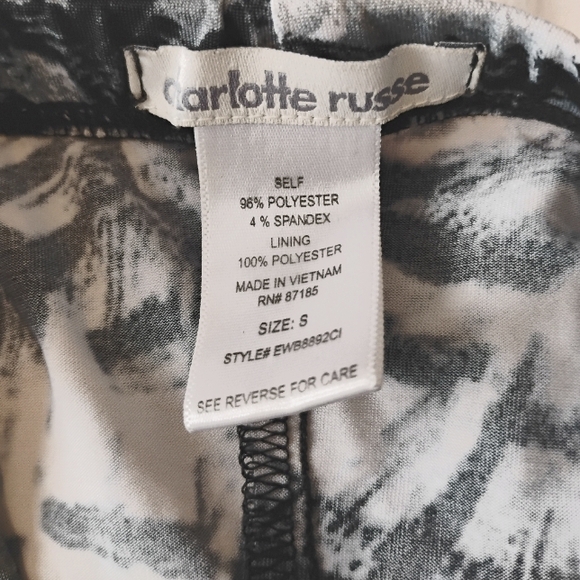 charlotte russe
SELF
96% POLYESTER
4 % SPANDEX
LINING
100% POLYESTER
MADE IN VIETNAM
RN# 87185
SIZE: S
STYLE# EWB8892CI
SEE REVERSE FOR CARE